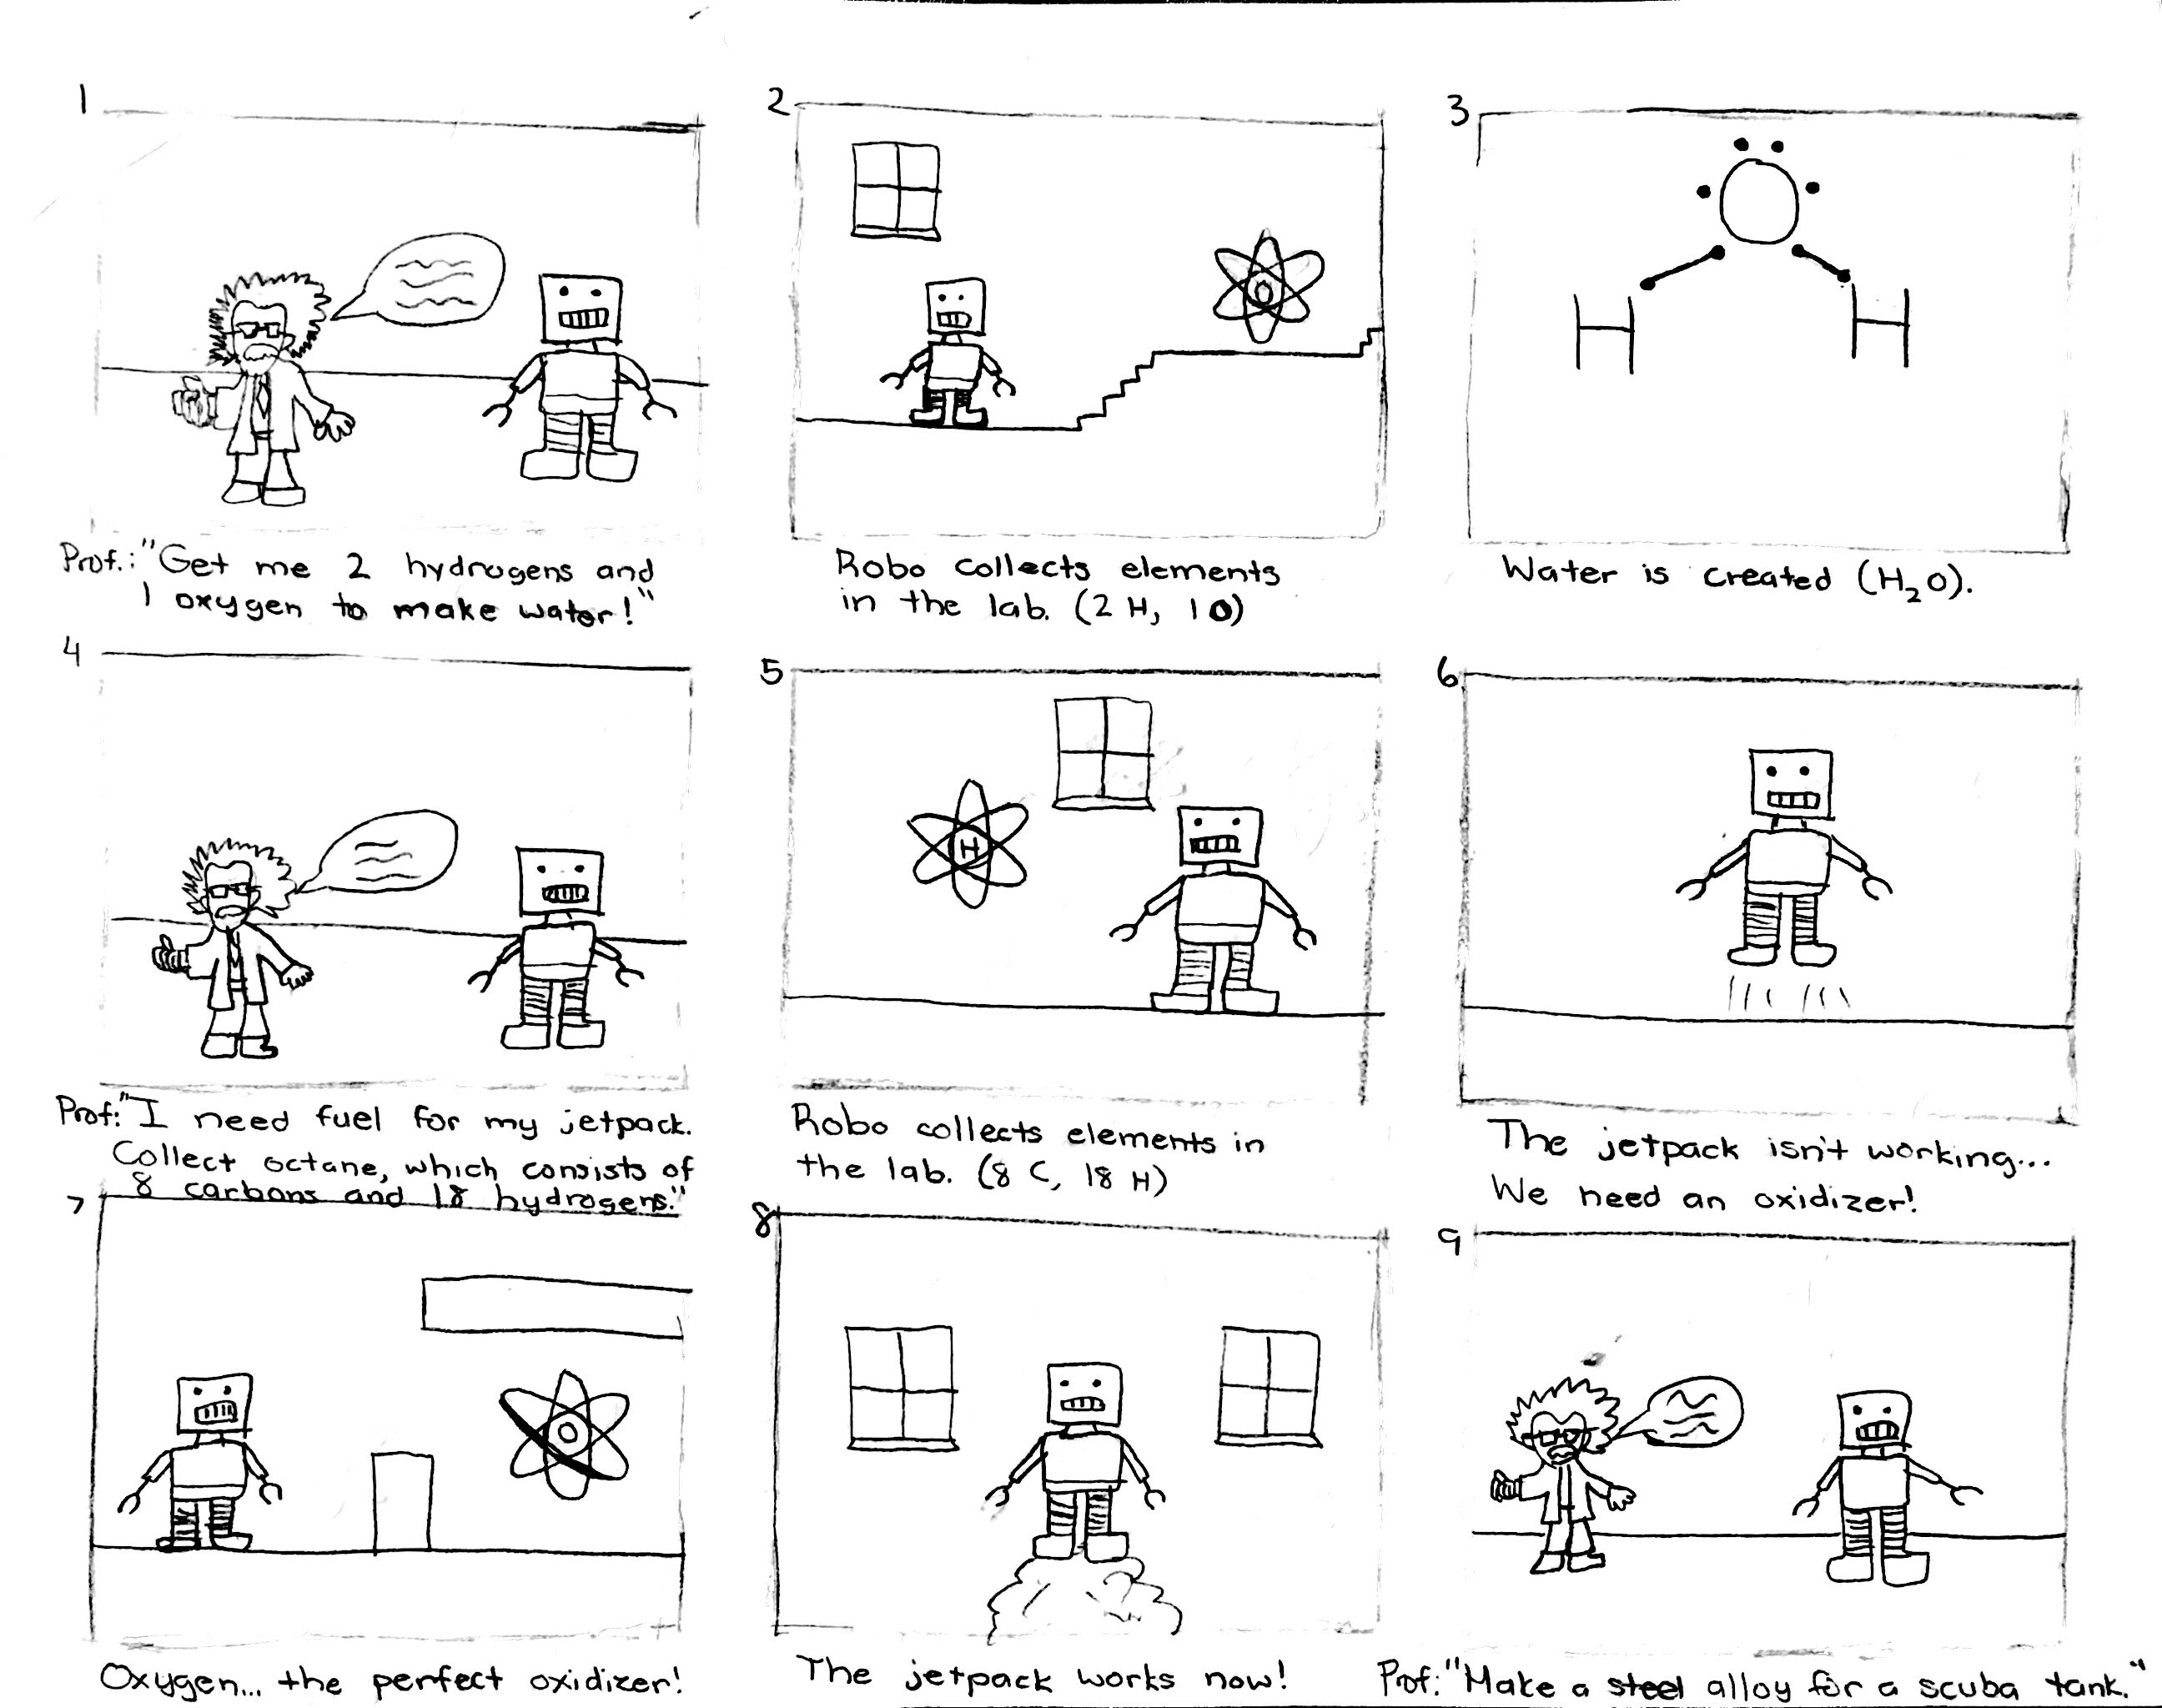 1
Prof.: "Get me 2 hydrogens and
1 oxygen to make water!"
2
O
Robo collects elements
in the lab. (2 H, 1 O)
3
O
H H
Water is created (H₂O).
4
Prof: "I need fuel for my jetpack.
Collect octane, which consists of
8 carbons and 18 hydrogens."
5
H
Robo collects elements in
the lab. (8 C, 18 H)
6
The jetpack isn't working...
We need an oxidizer!
7
O
Oxygen... the perfect oxidizer!
8
The jetpack works now!
9
Prof: "Make a steel alloy for a scuba tank."